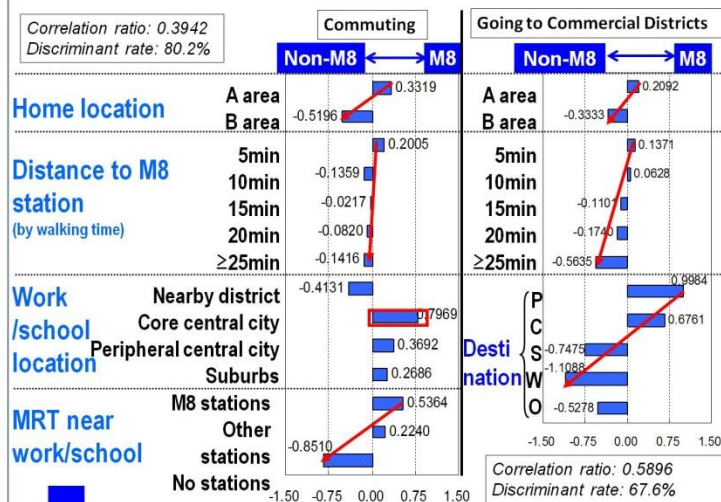 Correlation ratio: 0.3942
Discriminant rate: 80.2%
Commuting
Non-M8
M8
Going to Commercial Districts
Non-M8
M8
Home location
A area
0.3319
B area
-0.5196
A area
0.2092
B area
-0.3333
Distance to M8
station
(by walking time)
5min
0.2005
10min
-0.1359
15min
-0.0217
20min
-0.0820
≥25min
-0.1416
5min
0.1371
10min
0.0628
15min
-0.1101
20min
-0.1740
≥25min
-0.5635
Work
/school
location
Nearby district
-0.4131
Core central city
0.7969
Peripheral central city
0.3692
Suburbs
0.2686
Desti
nation
P
0.9984
C
0.6761
S
-0.7475
W
-1.1088
O
-0.5278
MRT near
work/school
M8 stations
0.5364
Other
0.2240
stations
-0.8510
No stations
-1.50 -0.75 0.00 0.75 1.50
-1.50 -0.75 0.00 0.75 1.50
Correlation ratio: 0.5896
Discriminant rate: 67.6%